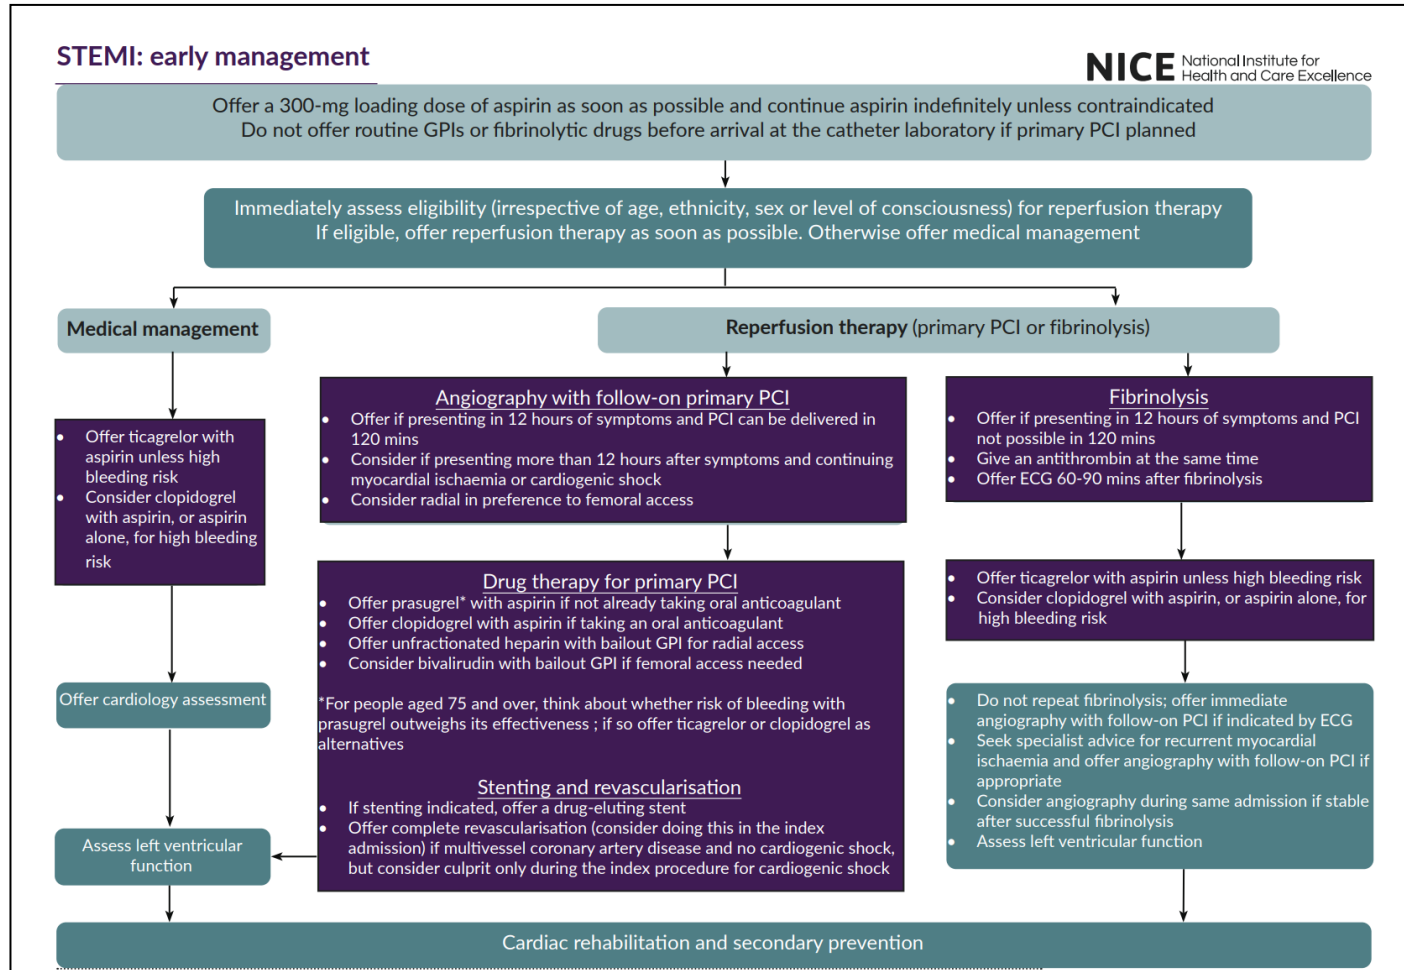 STEMI: early management
NICE National Institute for
Health and Care Excellence
Offer a 300-mg loading dose of aspirin as soon as possible and continue aspirin indefinitely unless contraindicated
Do not offer routine GPIs or fibrinolytic drugs before arrival at the catheter laboratory if primary PCI planned
Immediately assess eligibility (irrespective of age, ethnicity, sex or level of consciousness) for reperfusion therapy
If eligible, offer reperfusion therapy as soon as possible. Otherwise offer medical management
Medical management
Reperfusion therapy (primary PCI or fibrinolysis)
• Offer ticagrelor with
aspirin unless high
bleeding risk
• Consider clopidogrel
with aspirin, or aspirin
alone, for high bleeding
risk
Offer cardiology assessment
Assess left ventricular
function
Angiography with follow-on primary PCI
• Offer if presenting in 12 hours of symptoms and PCI can be delivered in
120 mins
• Consider if presenting more than 12 hours after symptoms and continuing
myocardial ischaemia or cardiogenic shock
• Consider radial in preference to femoral access
Drug therapy for primary PCI
• Offer prasugrel* with aspirin if not already taking oral anticoagulant
• Offer clopidogrel with aspirin if taking an oral anticoagulant
• Offer unfractionated heparin with bailout GPI for radial access
• Consider bivalirudin with bailout GPI if femoral access needed
*For people aged 75 and over, think about whether risk of bleeding with
prasugrel outweighs its effectiveness ; if so offer ticagrelor or clopidogrel as
alternatives
Stenting and revascularisation
• If stenting indicated, offer a drug-eluting stent
• Offer complete revascularisation (consider doing this in the index
admission) if multivessel coronary artery disease and no cardiogenic shock,
but consider culprit only during the index procedure for cardiogenic shock
Fibrinolysis
• Offer if presenting in 12 hours of symptoms and PCI
not possible in 120 mins
• Give an antithrombin at the same time
• Offer ECG 60-90 mins after fibrinolysis
• Offer ticagrelor with aspirin unless high bleeding risk
• Consider clopidogrel with aspirin, or aspirin alone, for
high bleeding risk
• Do not repeat fibrinolysis; offer immediate
angiography with follow-on PCI if indicated by ECG
• Seek specialist advice for recurrent myocardial
ischaemia and offer angiography with follow-on PCI if
appropriate
• Consider angiography during same admission if stable
after successful fibrinolysis
• Assess left ventricular function
Cardiac rehabilitation and secondary prevention